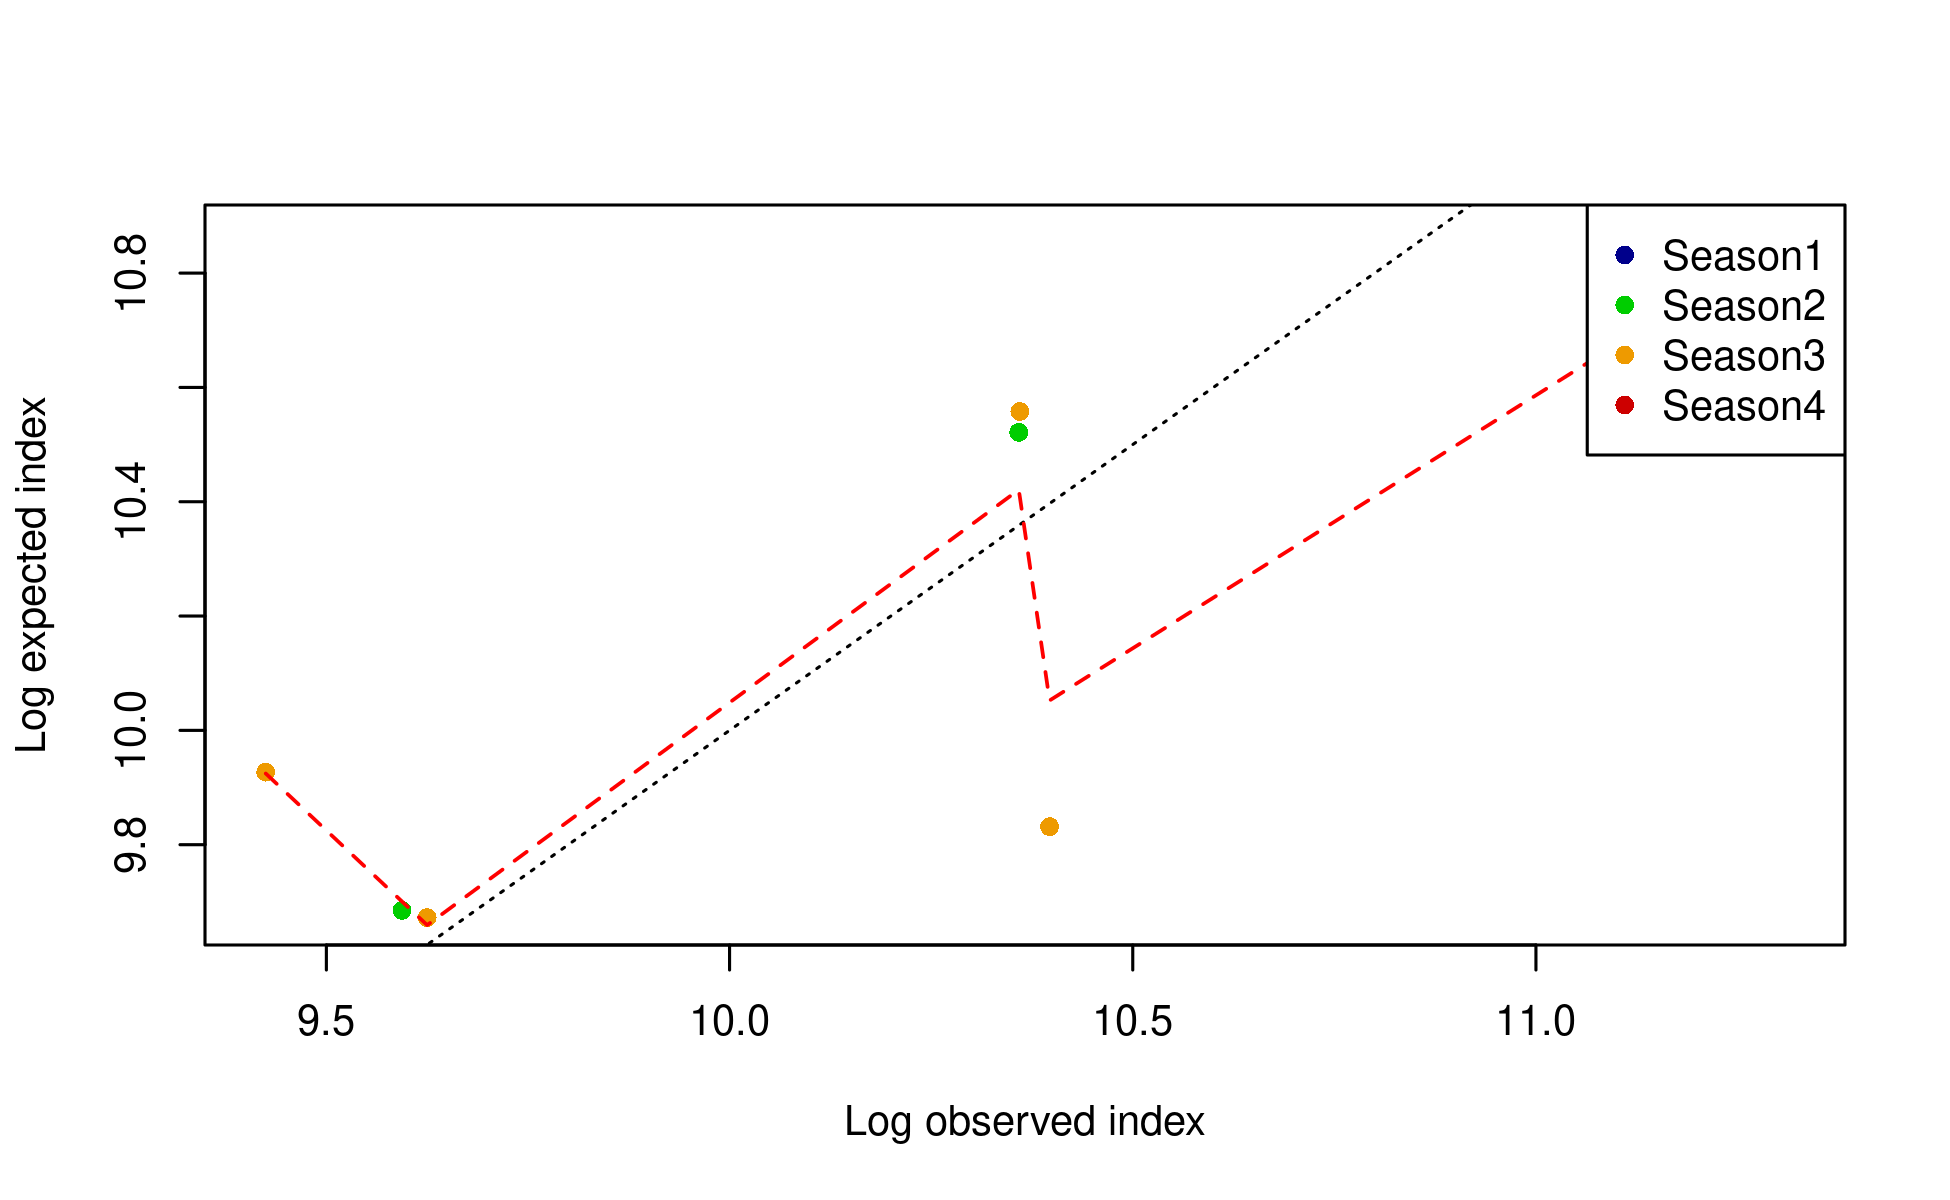 10.8
10.4
10.0
9.8
Log expected index
Season1
Season2
Season3
Season4
9.5 10.0 10.5 11.0
Log observed index